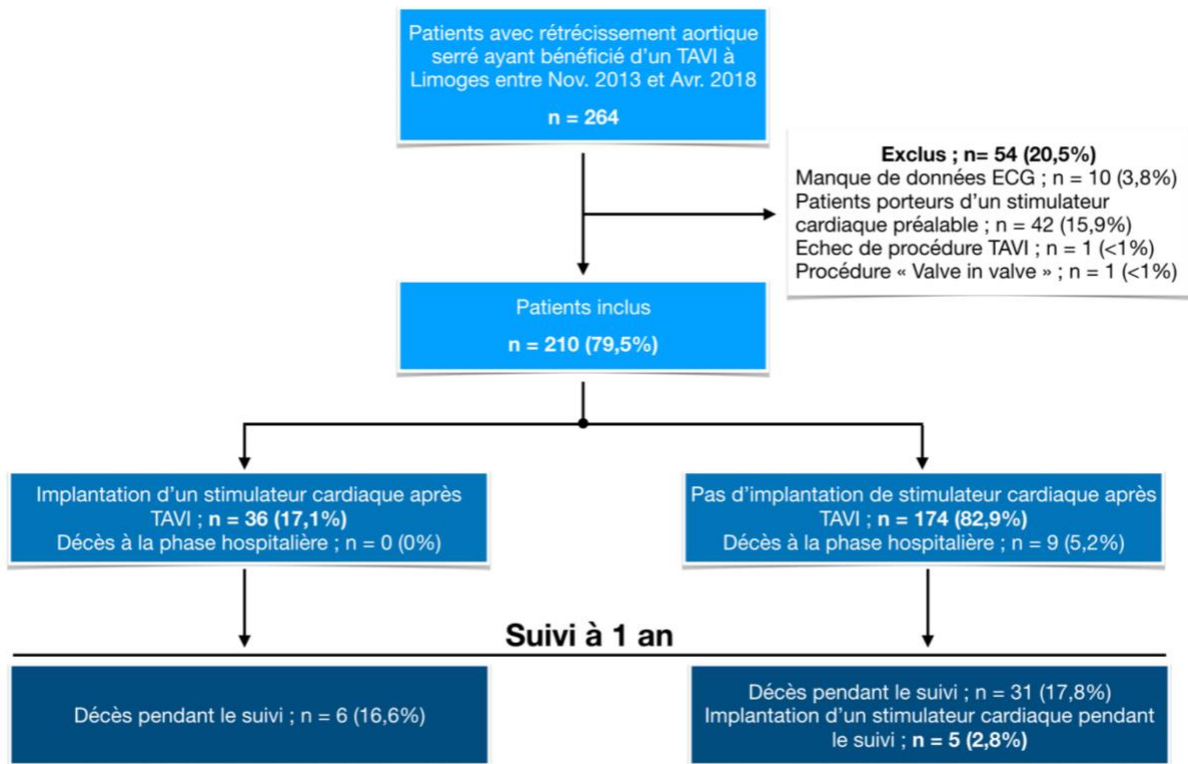 Patients avec rétrécissement aortique
serré ayant bénéficié d'un TAVI à
Limoges entre Nov. 2013 et Avr. 2018
n = 264
Exclus ; n= 54 (20,5%)
Manque de données ECG ; n = 10 (3,8%)
Patients porteurs d'un stimulateur
cardiaque préalable ; n = 42 (15,9%)
Echec de procédure TAVI ; n = 1 (<1%)
Procédure « Valve in valve » ; n = 1 (<1%)
Patients inclus
n = 210 (79,5%)
Implantation d'un stimulateur cardiaque après
TAVI ; n = 36 (17,1%)
Décès à la phase hospitalière ; n = 0 (0%)
Pas d'implantation de stimulateur cardiaque après
TAVI ; n = 174 (82,9%)
Décès à la phase hospitalière ; n = 9 (5,2%)
Suivi à 1 an
Décès pendant le suivi ; n = 6 (16,6%)
Décès pendant le suivi ; n = 31 (17,8%)
Implantation d'un stimulateur cardiaque pendant
le suivi ; n = 5 (2,8%)